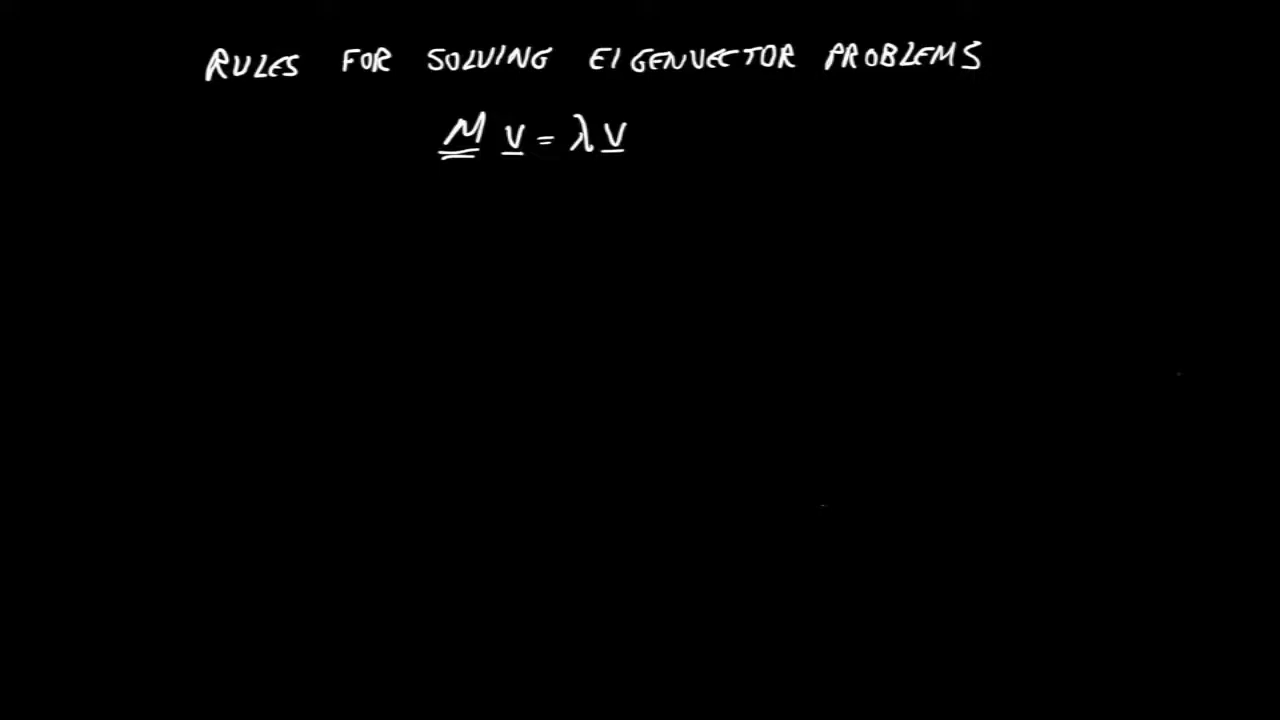 RULES FOR SOLVING EIGENVECTOR PROBLEMS
M v = λ v